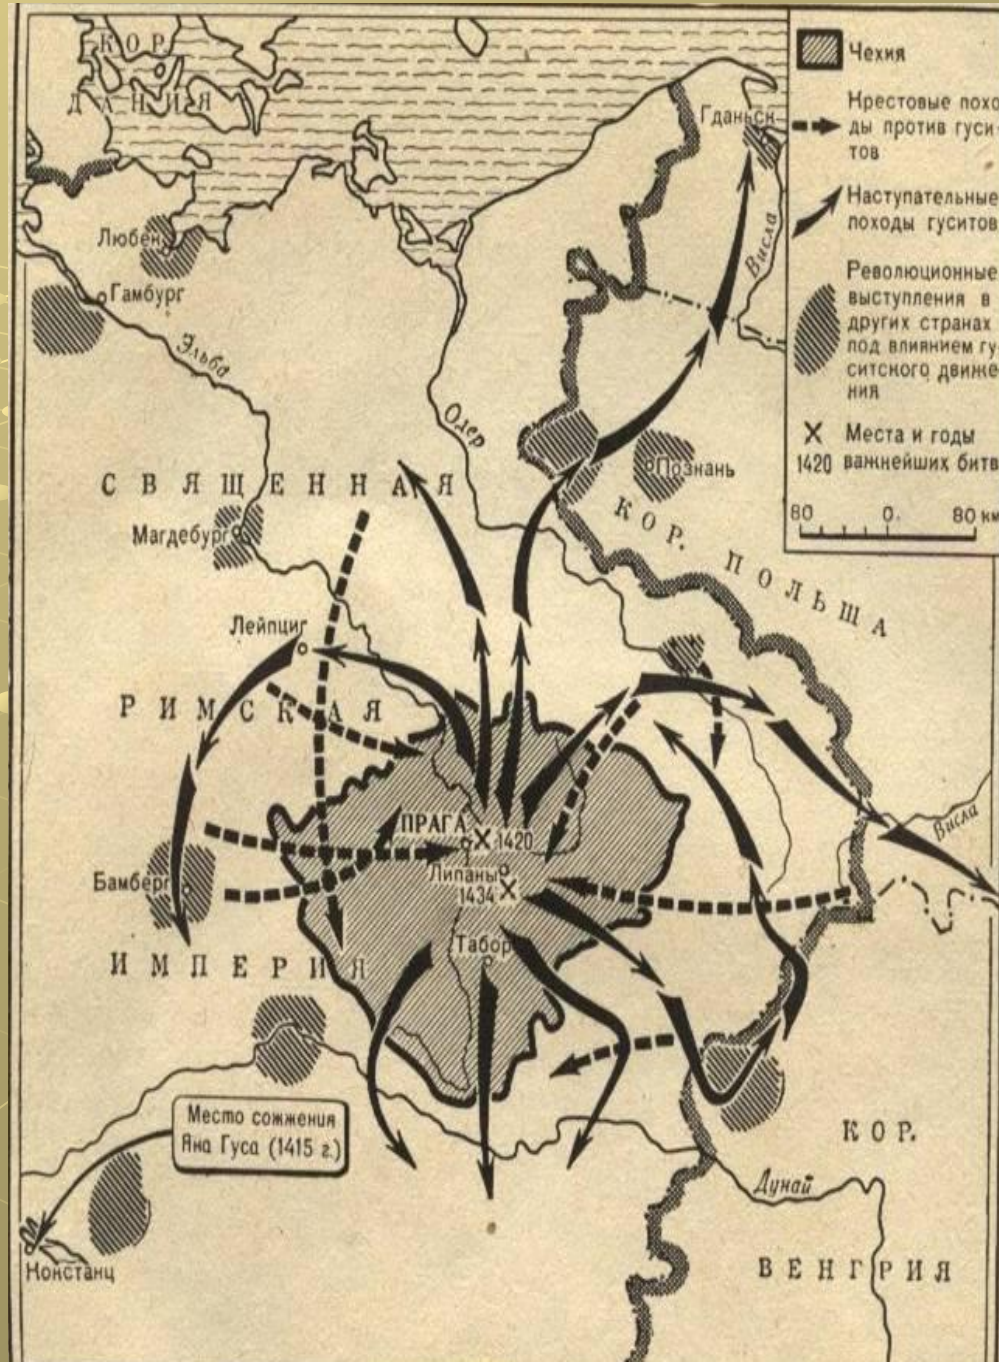 КОР.
ДАНИЯ
Любек
Гамбург
Эльба
Одер
Гданьск
Висла
Чехия
Крестовые похо
ды против гуси-
тов
Наступательные
походы гуситов
Революционные
выступления в
других странах
под влиянием гу-
ситского движе-
ния
Места и годы
1420 важнейших битв
80 0 80 км
Познань
КОР. ПОЛЬША
СВЯЩЕННАЯ
Магдебург
Лейпциг
РИМСКАЯ
ПРАГА
1420
Липаны
1434
Висла
Бамберг
Табор
ИМПЕРИЯ
Место сожжения
Яна Гуса (1415 г.)
Констанц
Дунай
КОР.
ВЕНГРИЯ